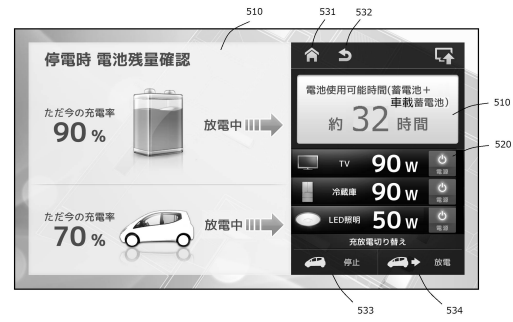 510
531
532
停電時 電池残量確認
ただ今の充電率
90 %
放電中
電池使用可能時間(蓄電池+
車載蓄電池)
約 32 時間
510
520
TV 90 W 電源
冷蔵庫 90 W 電源
LED照明 50 W 電源
ただ今の充電率
70 %
放電中
充放電切り替え
停止
放電
533
534